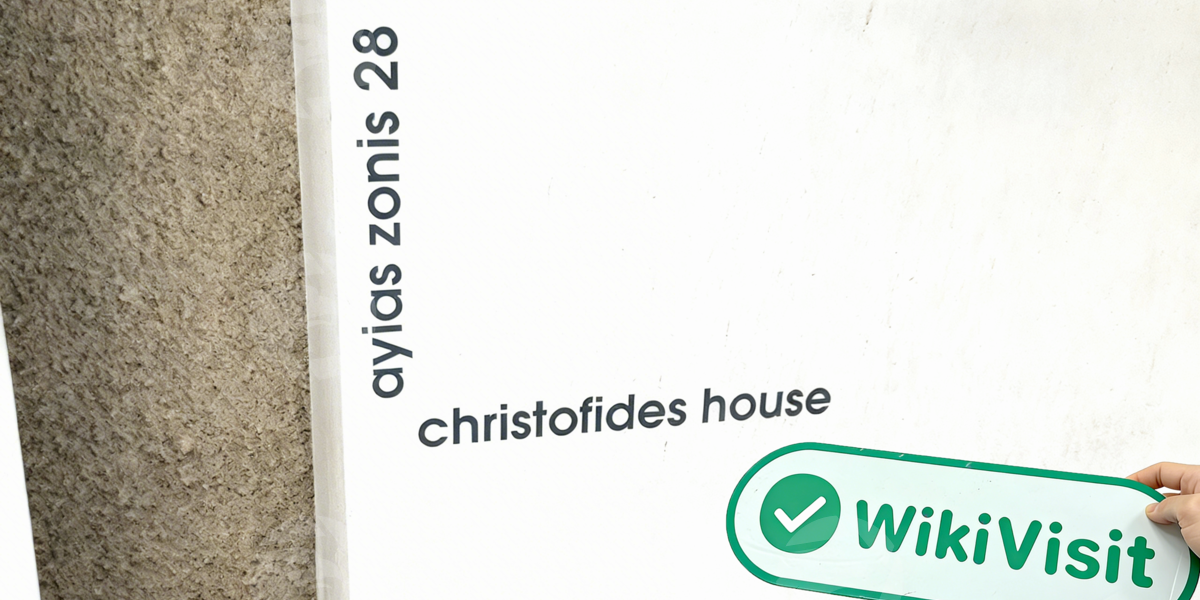 ayias zonis 28
christofides house
WikiVisit